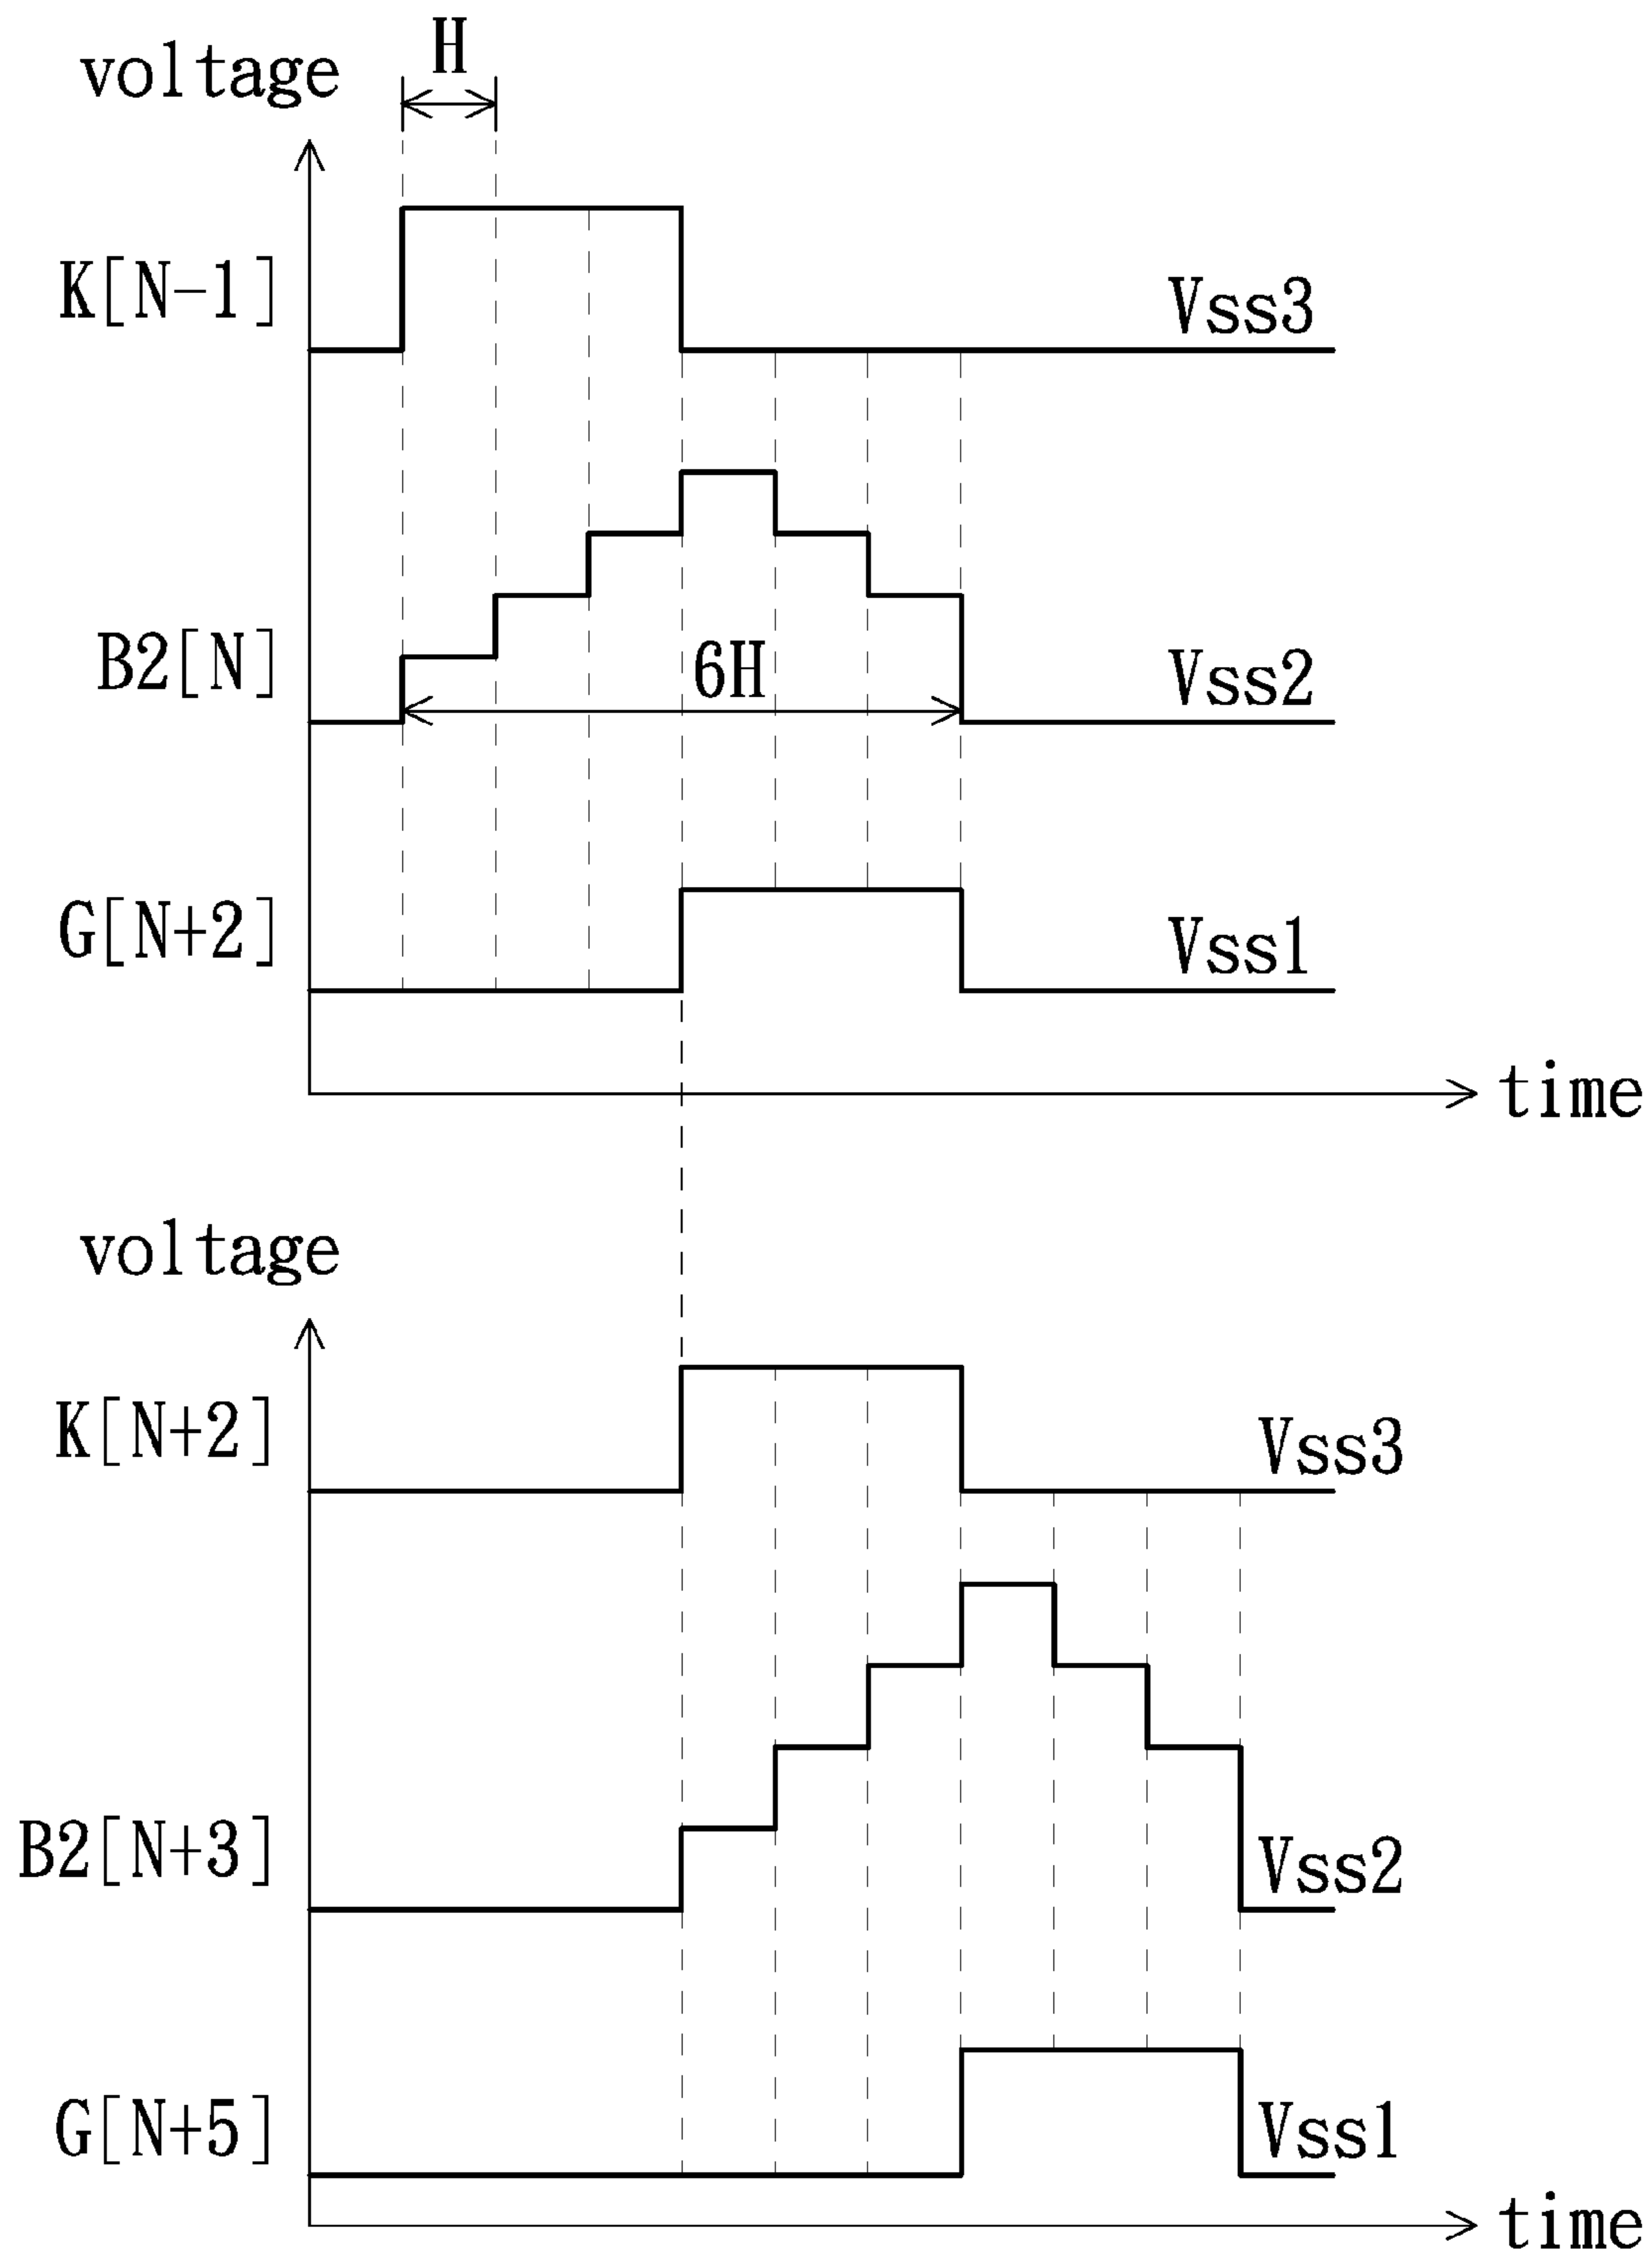 H
voltage
K[N-1]
Vss3
B2[N]
6H
Vss2
G[N+2]
Vss1
time
voltage
K[N+2]
Vss3
B2[N+3]
Vss2
G[N+5]
Vss1
time